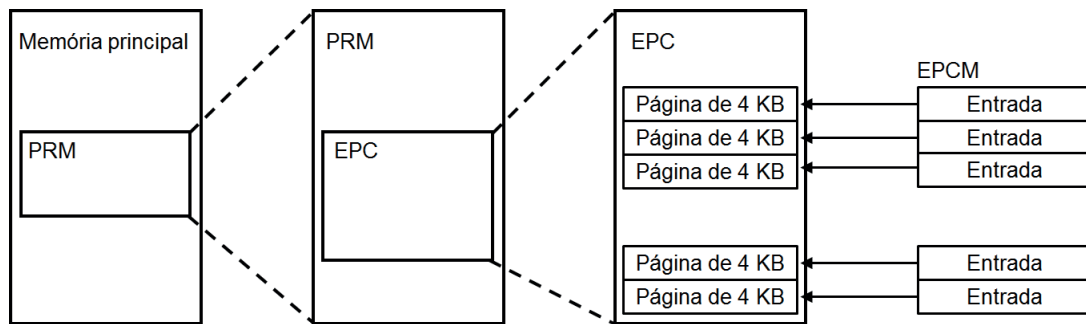 Memória principal
PRM
PRM
EPC
EPC
Página de 4 KB
Página de 4 KB
Página de 4 KB
Página de 4 KB
Página de 4 KB
EPCM
Entrada
Entrada
Entrada
Entrada
Entrada